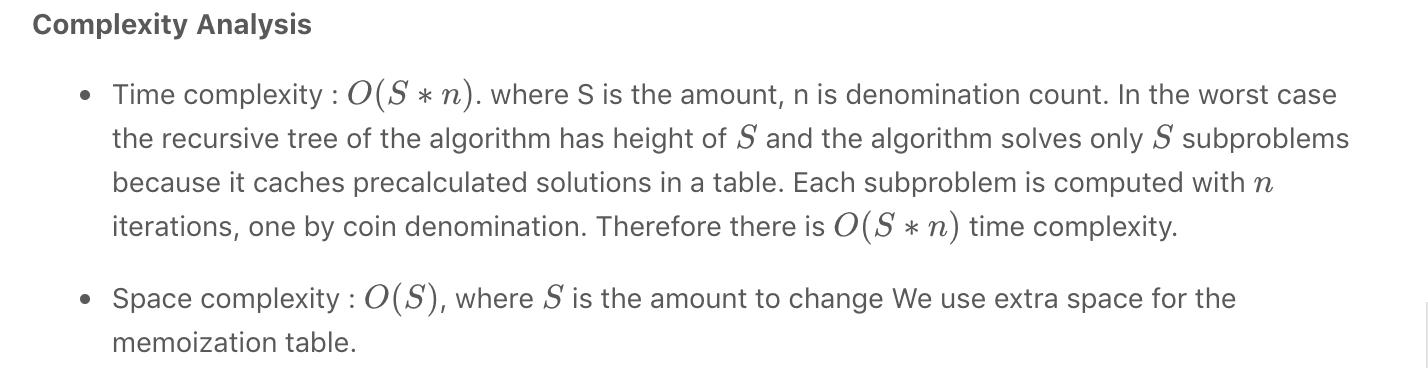 Complexity Analysis
• Time complexity : O(S * n). where S is the amount, n is denomination count. In the worst case
the recursive tree of the algorithm has height of S and the algorithm solves only S subproblems
because it caches precalculated solutions in a table. Each subproblem is computed with n
iterations, one by coin denomination. Therefore there is O(S * n) time complexity.
• Space complexity : O(S), where S is the amount to change We use extra space for the
memoization table.